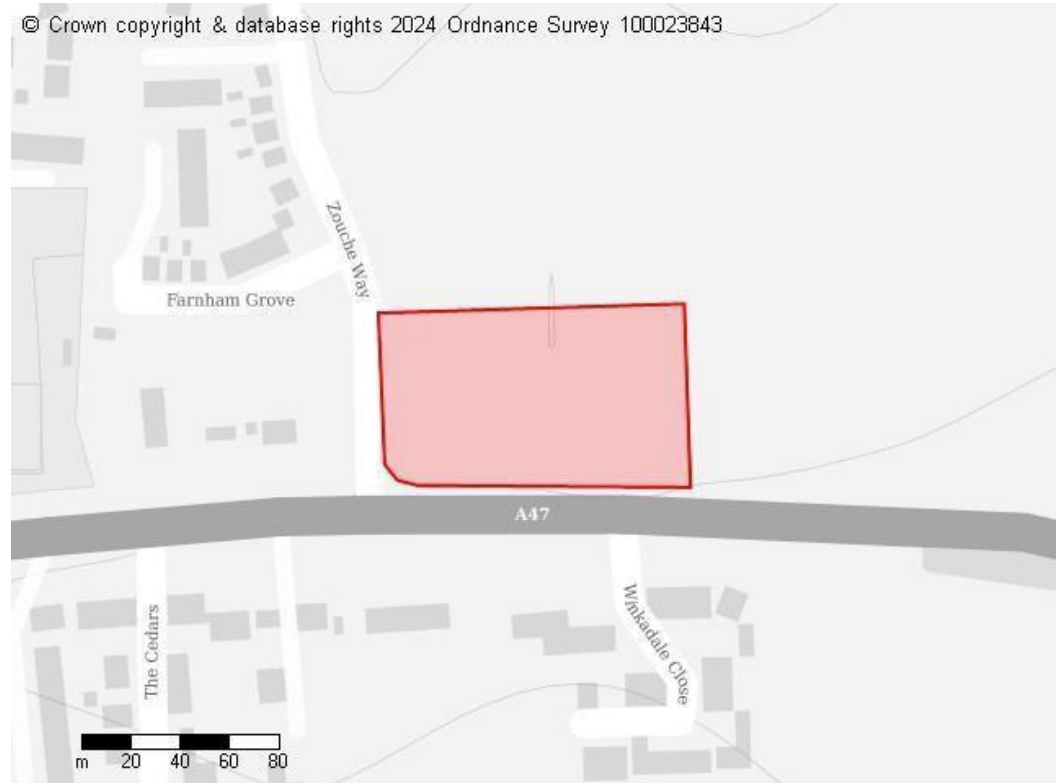 © Crown copyright & database rights 2024 Ordnance Survey 100023843
Zouche Way
Farnham Grove
A47
The Cedars
Winkadale Close
m 20 40 60 80